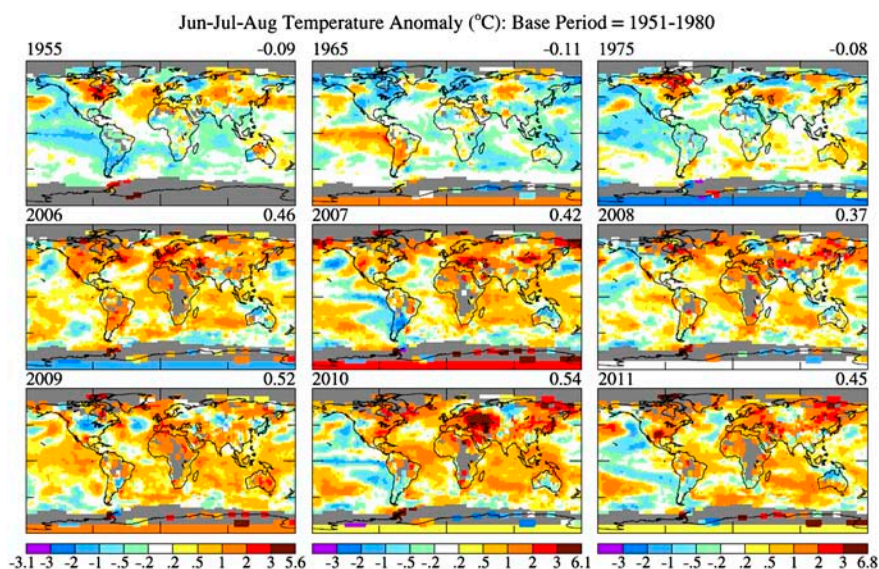 Jun-Jul-Aug Temperature Anomaly (°C): Base Period = 1951-1980
1955 -0.09 1965 -0.11 1975 -0.08
2006 0.46 2007 0.42 2008 0.37
2009 0.52 2010 0.54 2011 0.45
-3.1 -3 -2 -1 -.5 -.2 .2 .5 1 2 3 5.6 -3 -2 -1 -.5 -.2 .2 .5 1 2 3 6.1 -3 -2 -1 -.5 -.2 .2 .5 1 2 3 6.8